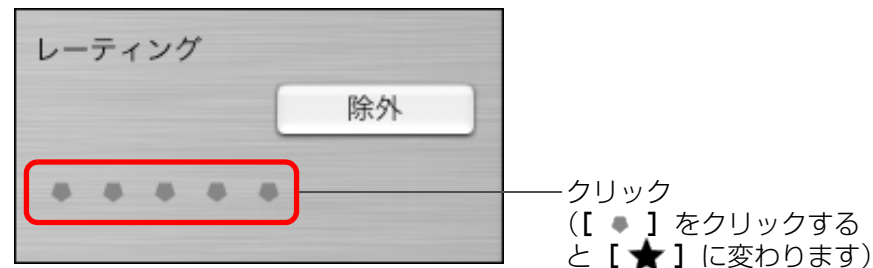 レーティング
除外
クリック
（[ ⬟ ] をクリックする
と [ ★ ] に変わります）